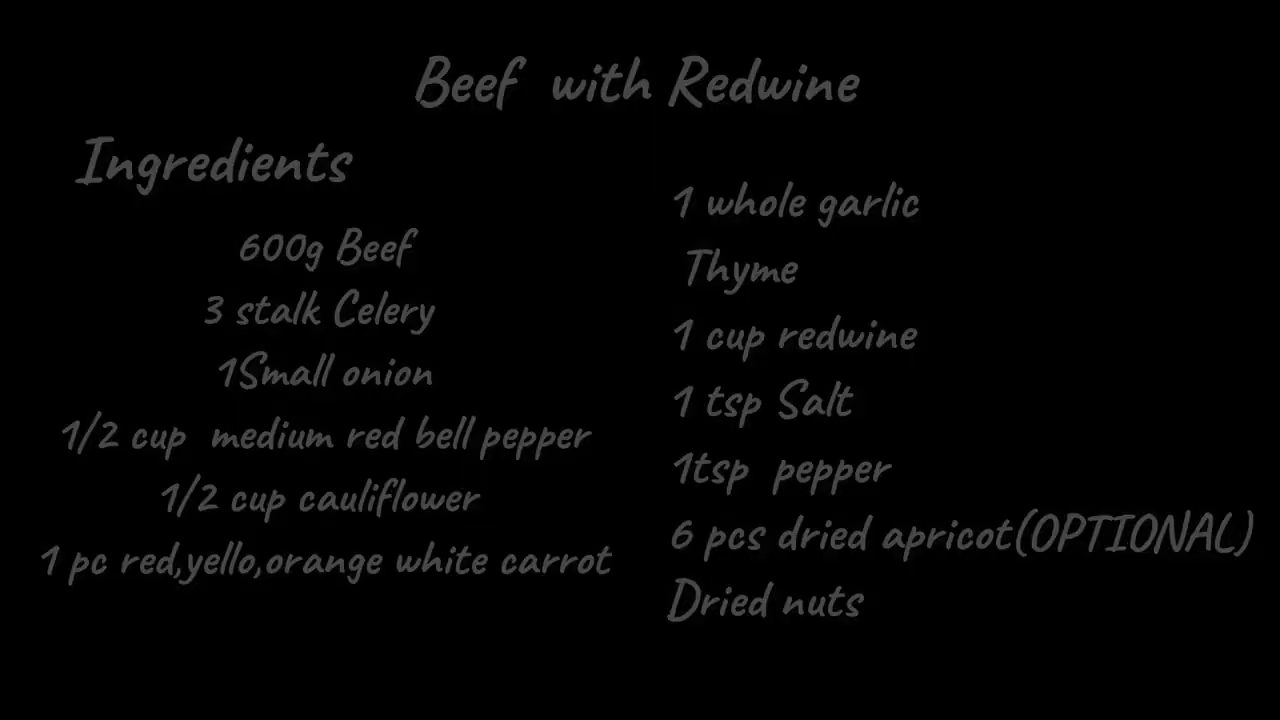 Beef with Redwine
Ingredients
600g Beef
3 stalk Celery
1Small onion
1/2 cup medium red bell pepper
1/2 cup cauliflower
1 pc red,yello,orange white carrot
1 whole garlic
Thyme
1 cup redwine
1 tsp Salt
1tsp pepper
6 pcs dried apricot(OPTIONAL)
Dried nuts